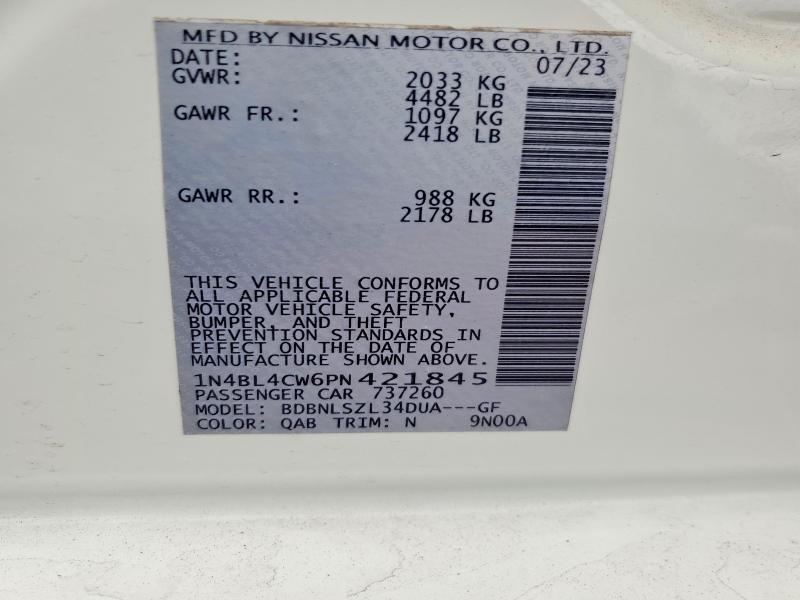 MFD BY NISSAN MOTOR CO., LTD.
DATE: 07/23
GVWR: 2033 KG
4482 LB
GAWR FR.: 1097 KG
2418 LB
GAWR RR.: 988 KG
2178 LB
THIS VEHICLE CONFORMS TO
ALL APPLICABLE FEDERAL
MOTOR VEHICLE SAFETY,
BUMPER, AND THEFT
PREVENTION STANDARDS IN
EFFECT ON THE DATE OF
MANUFACTURE SHOWN ABOVE.
1N4BL4CW6PN421845
PASSENGER CAR 737260
MODEL: BDBNLSZL34DUA---GF
COLOR: QAB TRIM: N 9N00A